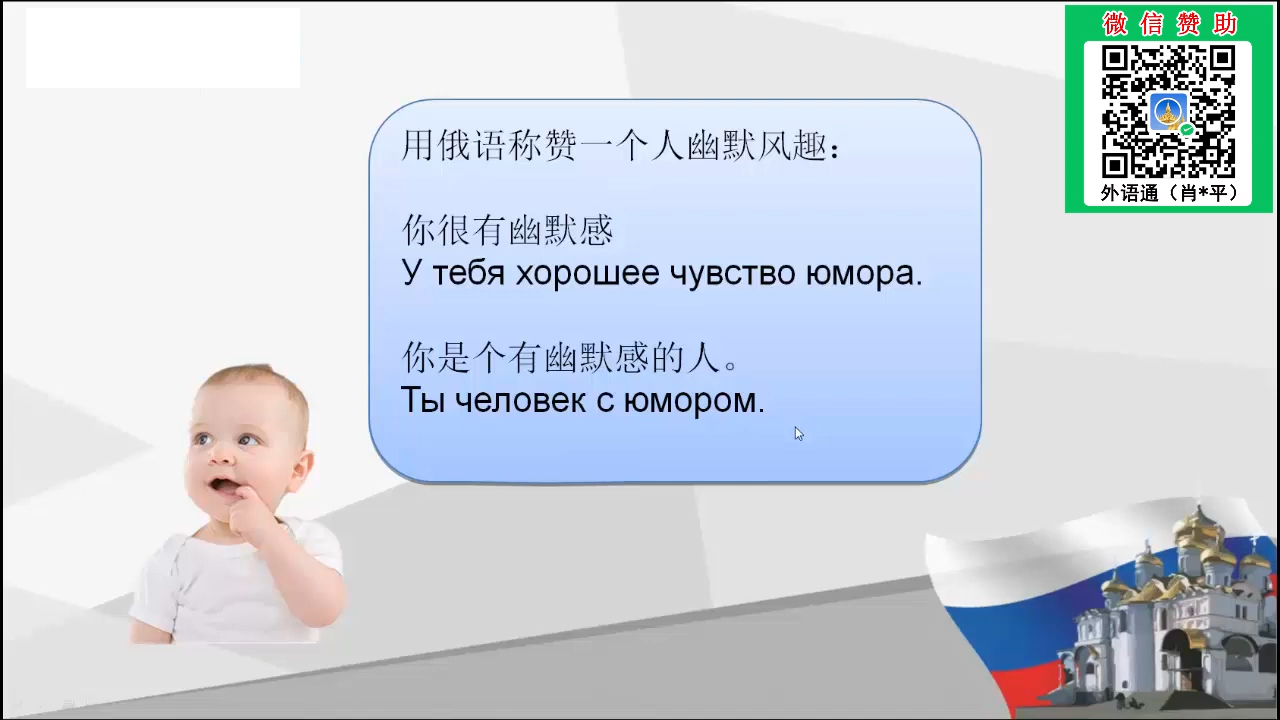 微信赞助
外语通（肖*平）
用俄语称赞一个人幽默风趣：
你很有幽默感
У тебя хорошее чувство юмора.
你是个有幽默感的人。
Ты человек с юмором.